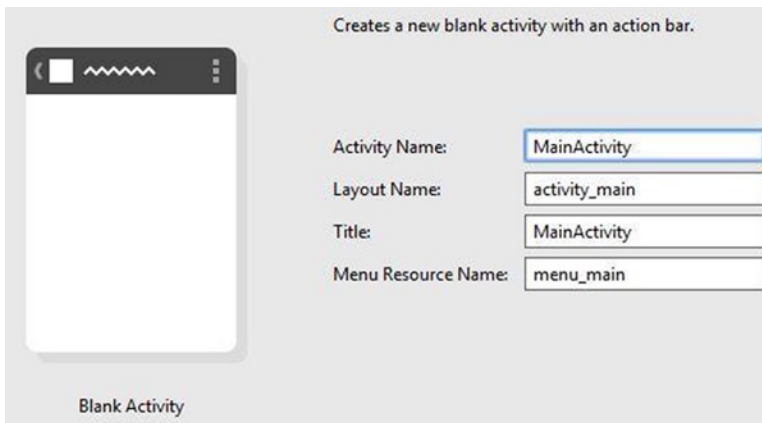 Creates a new blank activity with an action bar.
Activity Name: MainActivity
Layout Name: activity_main
Title: MainActivity
Menu Resource Name: menu_main
Blank Activity